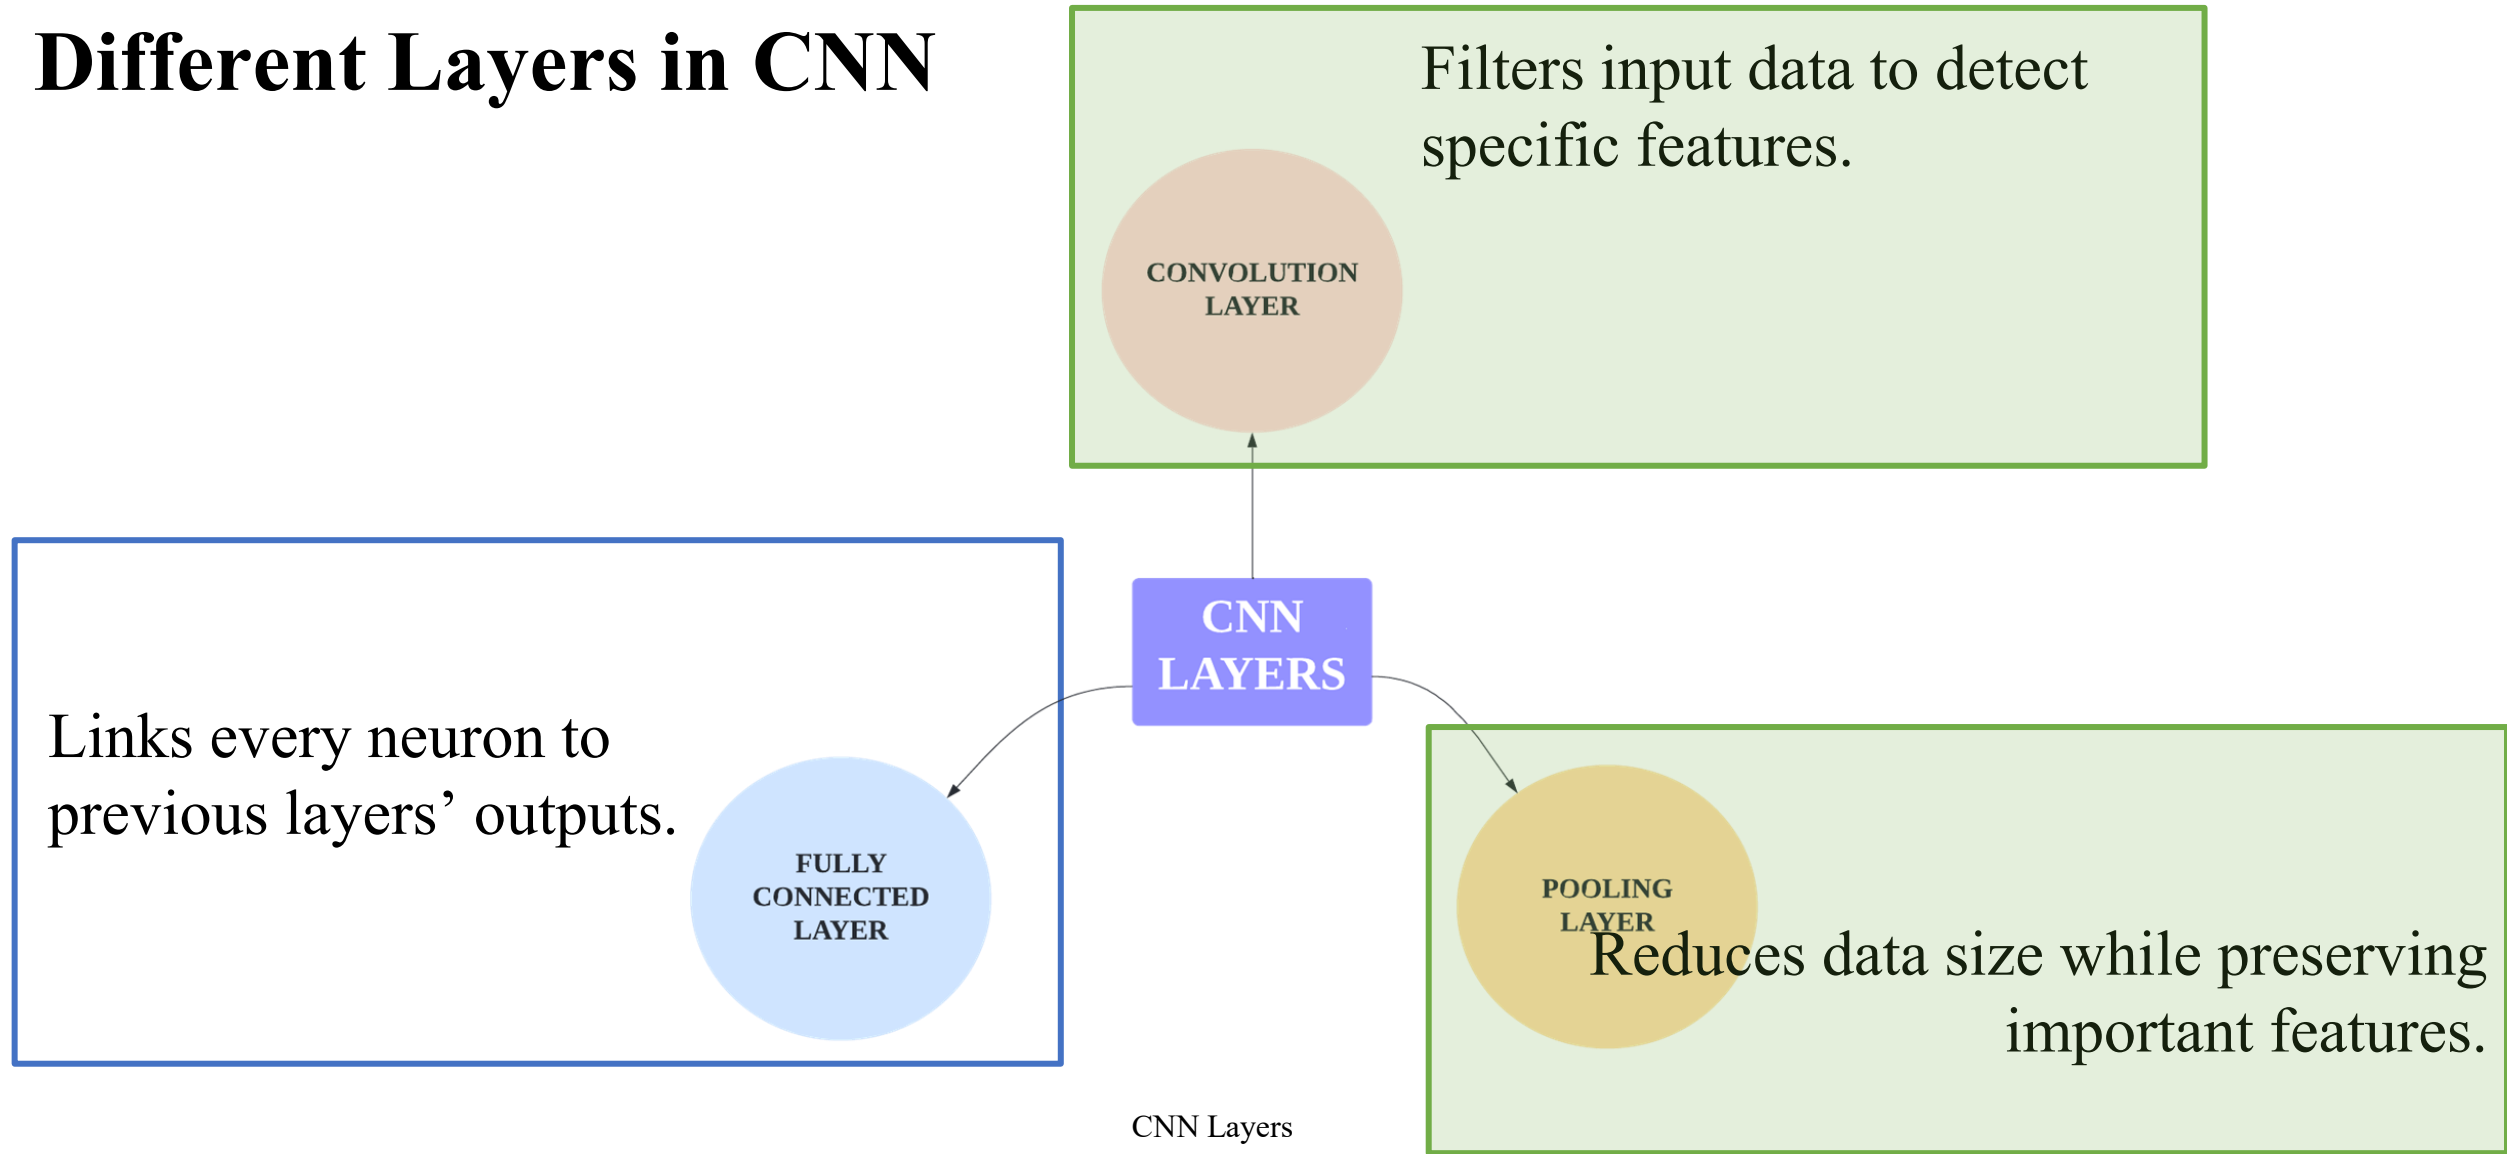 Different Layers in CNN
Filters input data to detect
specific features.
CONVOLUTION
LAYER
CNN
LAYERS
Links every neuron to
previous layers’ outputs.
FULLY
CONNECTED
LAYER
POOLING
LAYER
Reduces data size while preserving
important features.
CNN Layers